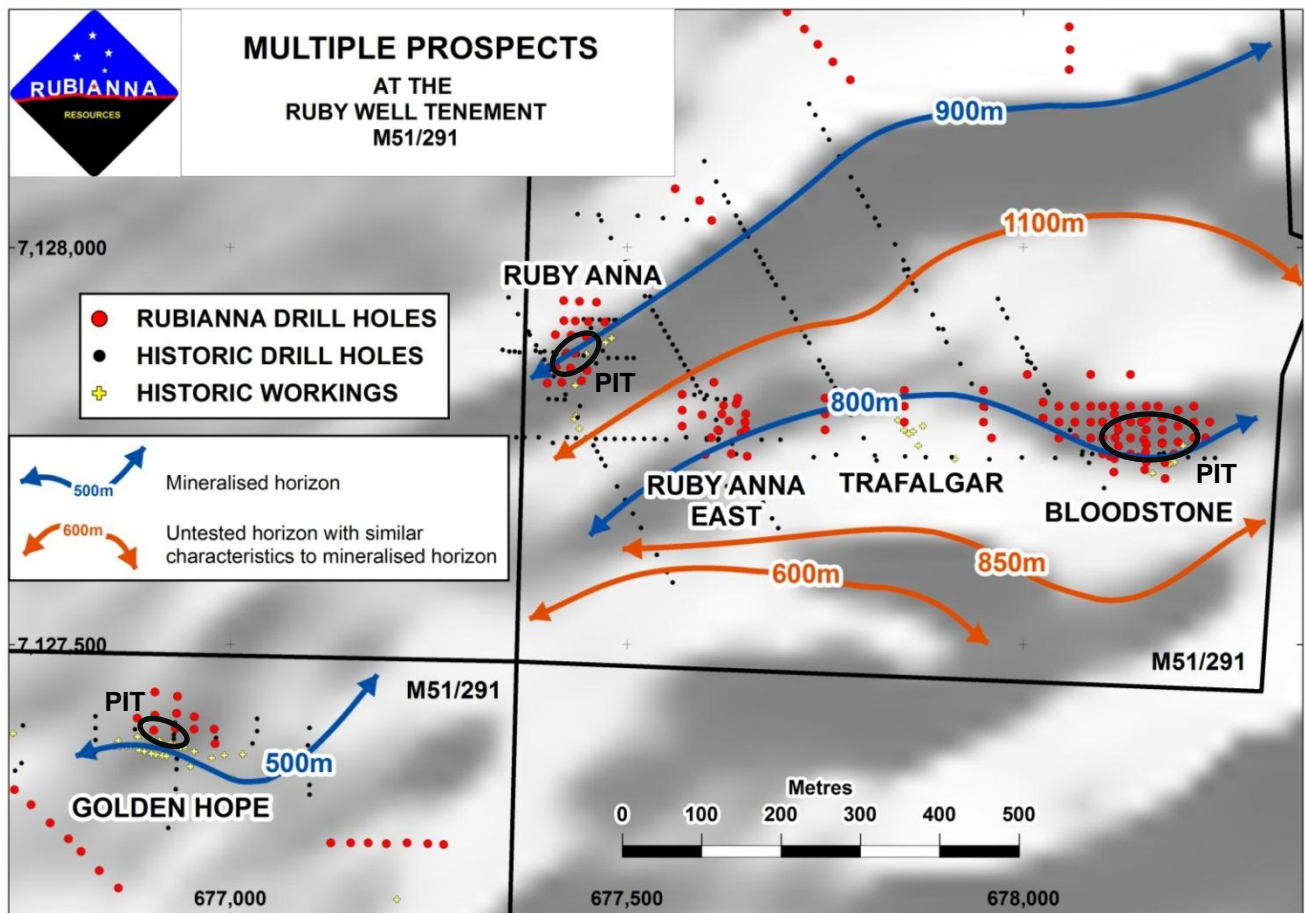 RUBIANNA
RESOURCES
MULTIPLE PROSPECTS
AT THE
RUBY WELL TENEMENT
M51/291
900m
1100m
7,128,000
RUBY ANNA
PIT
RUBIANNA DRILL HOLES
HISTORIC DRILL HOLES
HISTORIC WORKINGS
800m
500m
Mineralised horizon
600m
Untested horizon with similar
characteristics to mineralised horizon
RUBY ANNA
EAST
TRAFALGAR
PIT
BLOODSTONE
850m
600m
7,127,500
M51/291
M51/291
PIT
500m
GOLDEN HOPE
Metres
0 100 200 300 400 500
677,000 677,500 678,000